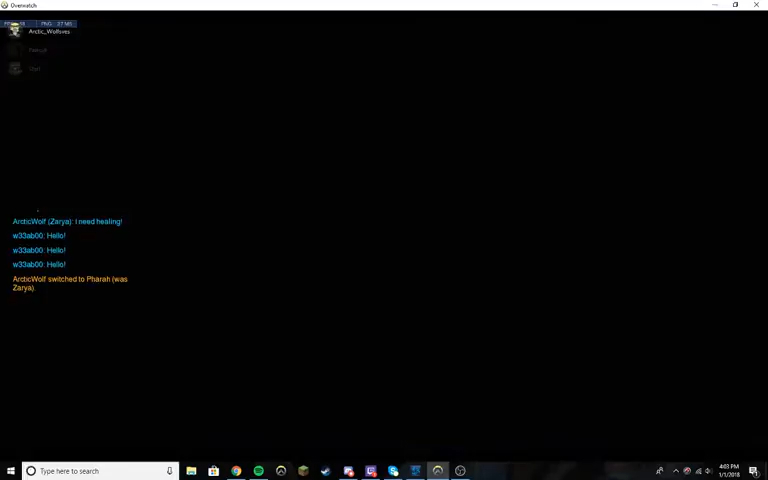 Overwatch
Arctic_Wolfsves
ArcticWolf (Zarya): I need healing!
w33ab00: Hello!
w33ab00: Hello!
w33ab00: Hello!
ArcticWolf switched to Pharah (was
Zarya).
Type here to search
4:03 PM
1/1/2018